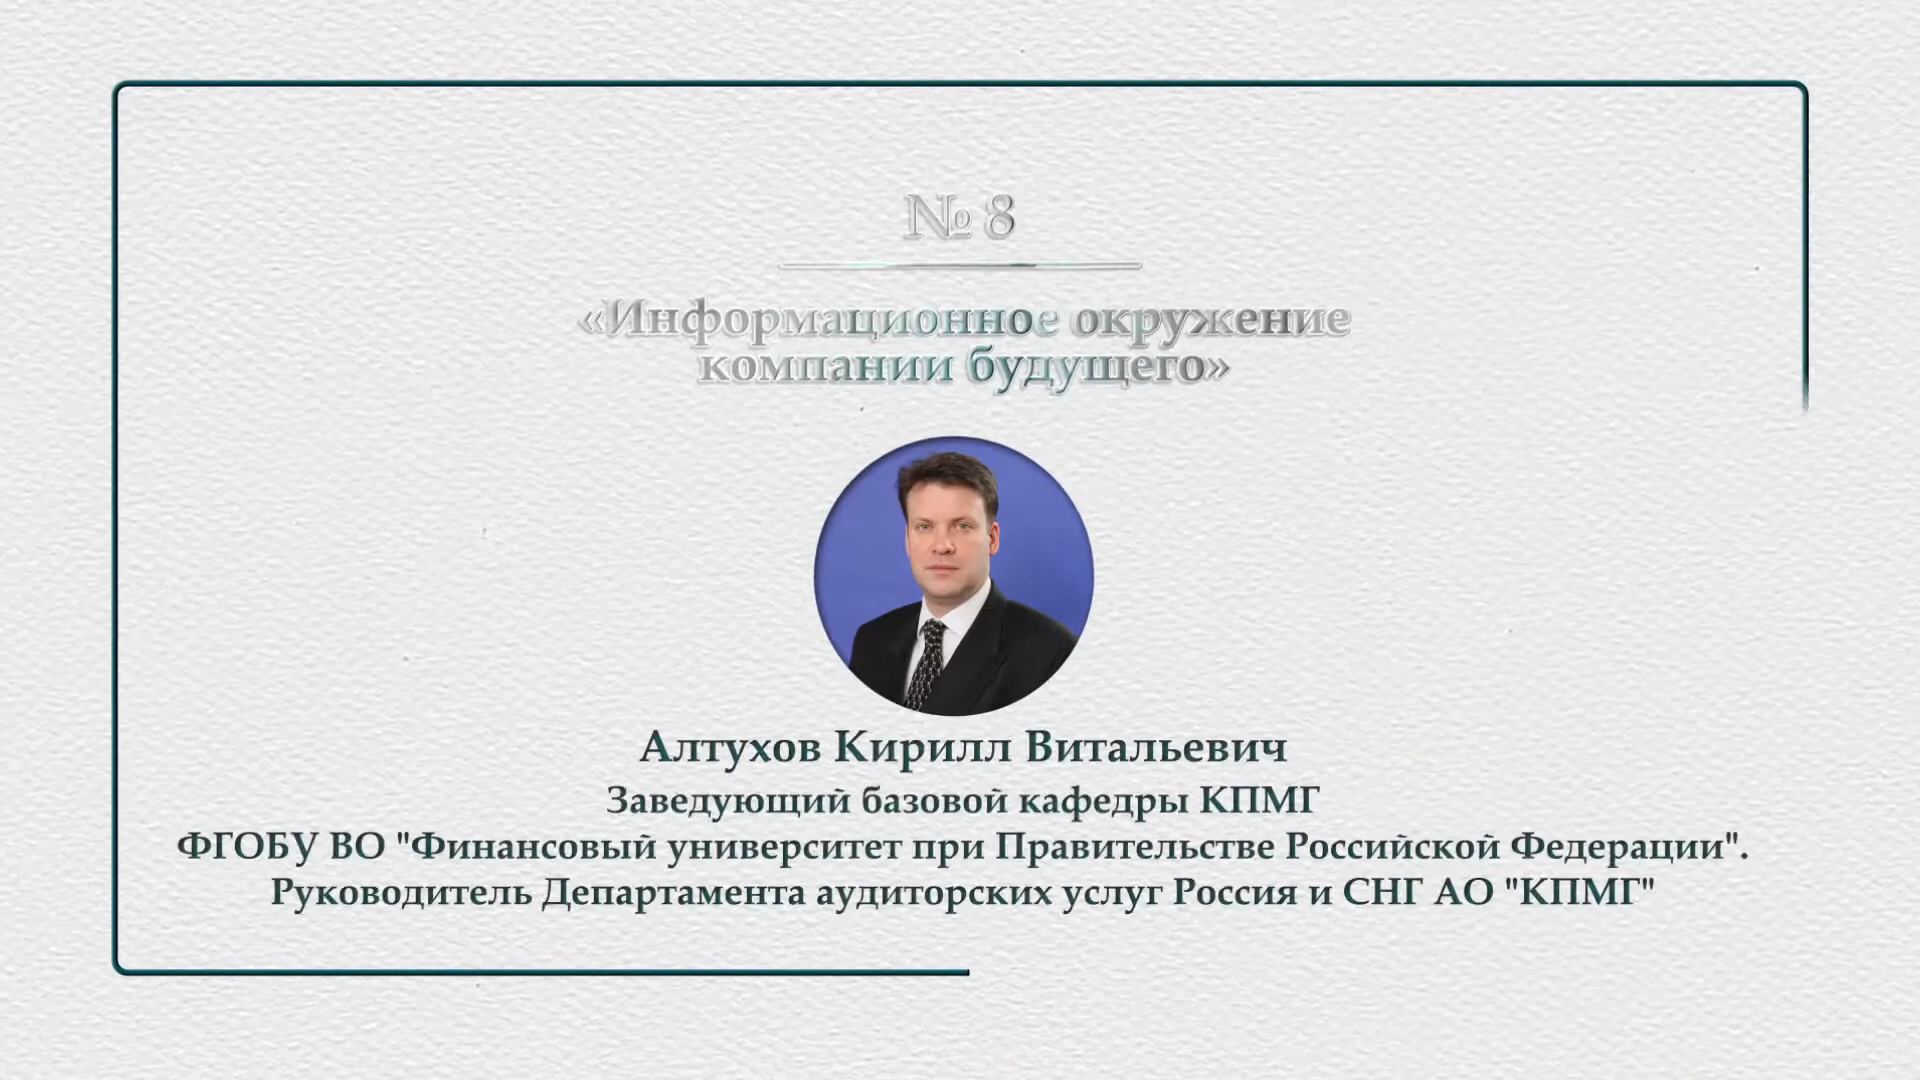 № 8
«Информационное окружение
компании будущего»
Алтухов Кирилл Витальевич
Заведующий базовой кафедры КПМГ
ФГОБУ ВО "Финансовый университет при Правительстве Российской Федерации".
Руководитель Департамента аудиторских услуг Россия и СНГ АО "КПМГ"